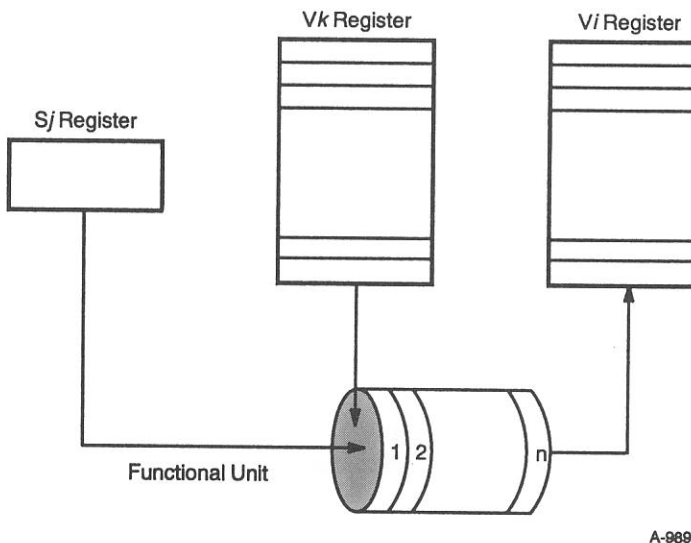 Vk Register
Vi Register
Sj Register
1
2
n
Functional Unit
A-989